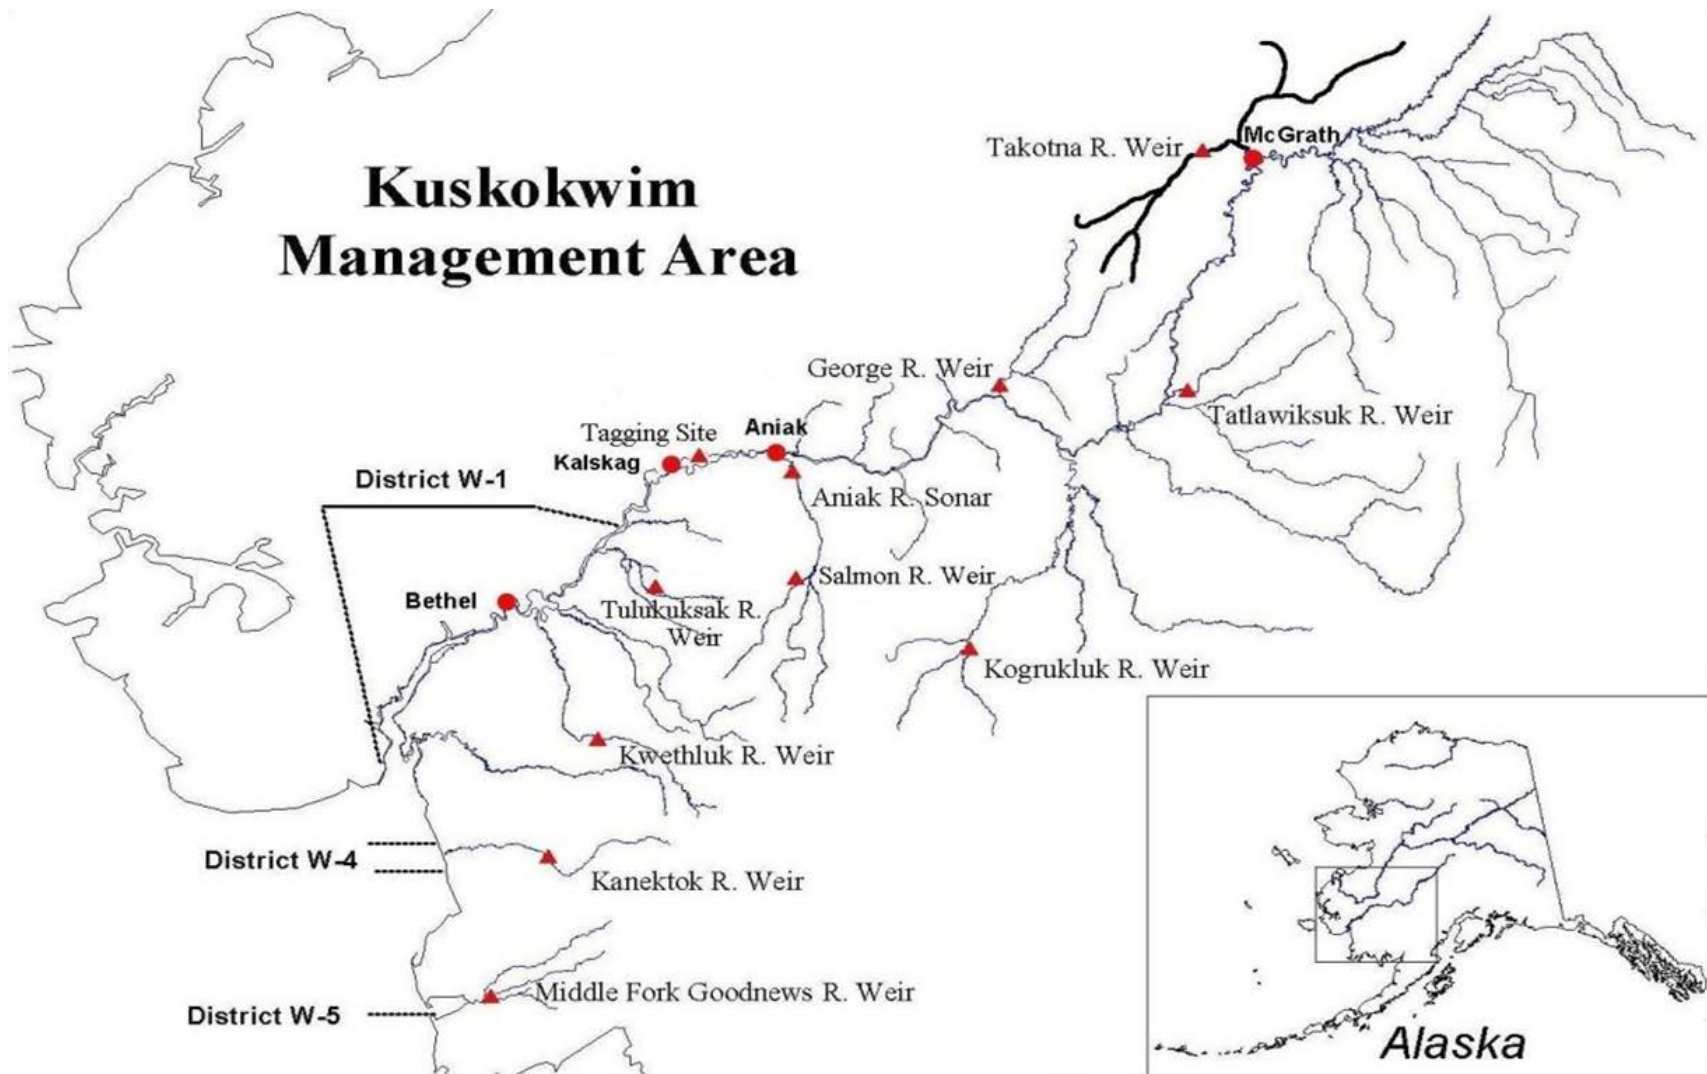 Kuskokwim
Management Area
McGrath
Takotna R. Weir
George R. Weir
Tatlawiksuk R. Weir
Aniak
Tagging Site
Kalskag
District W-1
Aniak R. Sonar
Salmon R. Weir
Bethel
Tulukuksak R.
Weir
Kogrukluk R. Weir
Kwethluk R. Weir
District W-4
Kanektok R. Weir
Middle Fork Goodnews R. Weir
District W-5
Alaska